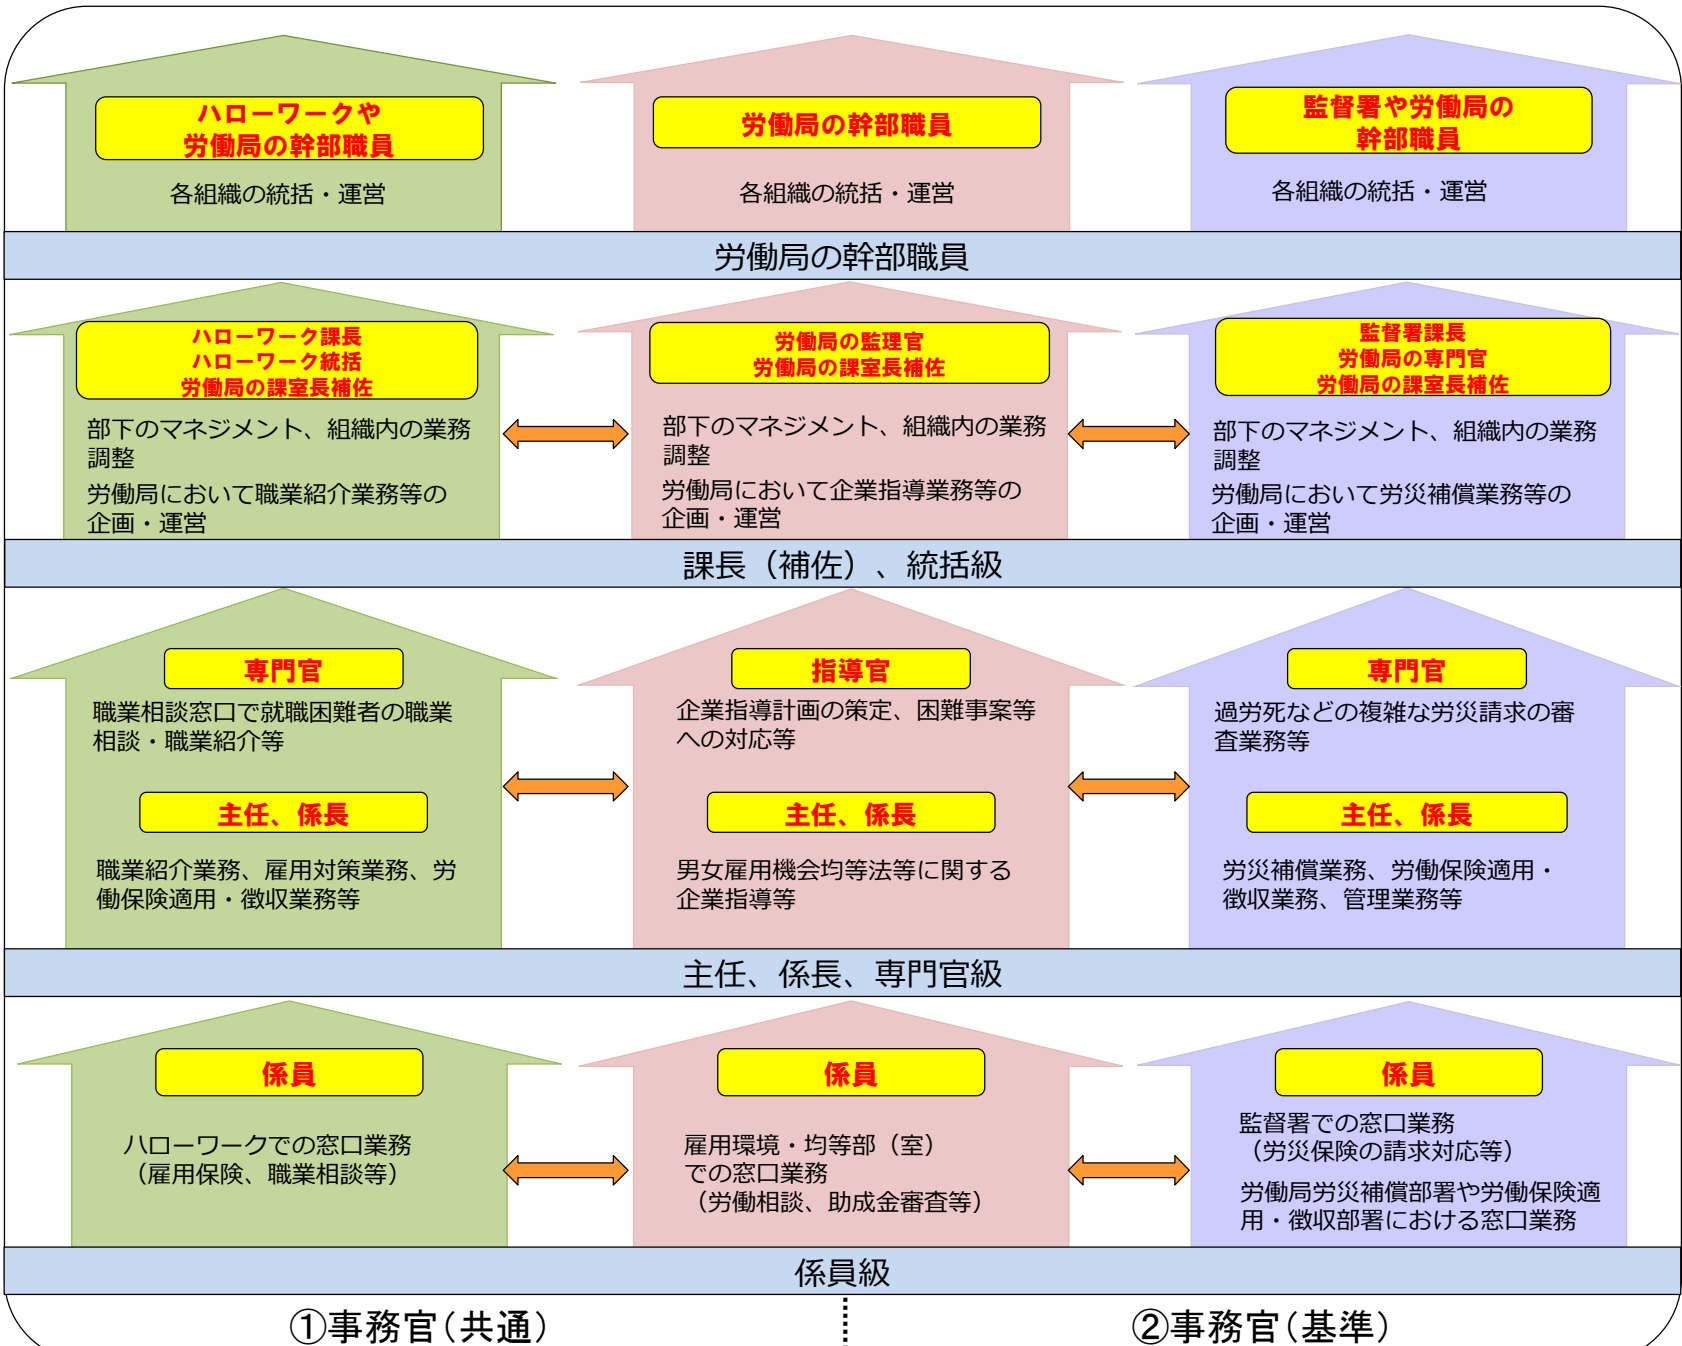 ハローワークや
労働局の幹部職員
各組織の統括・運営
労働局の幹部職員
各組織の統括・運営
監督署や労働局の
幹部職員
各組織の統括・運営
労働局の幹部職員
ハローワーク課長
ハローワーク統括
労働局の課室長補佐
部下のマネジメント、組織内の業務
調整
労働局において職業紹介業務等の
企画・運営
労働局の監理官
労働局の課室長補佐
部下のマネジメント、組織内の業務
調整
労働局において企業指導業務等の
企画・運営
監督署課長
労働局の専門官
労働局の課室長補佐
部下のマネジメント、組織内の業務
調整
労働局において労災補償業務等の
企画・運営
課長（補佐）、統括級
専門官
職業相談窓口で就職困難者の職業
相談・職業紹介等
主任、係長
職業紹介業務、雇用対策業務、労
働保険適用・徴収業務等
指導官
企業指導計画の策定、困難事案等
への対応等
主任、係長
男女雇用機会均等法等に関する
企業指導等
専門官
過労死などの複雑な労災請求の審
査業務等
主任、係長
労災補償業務、労働保険適用・
徴収業務、管理業務等
主任、係長、専門官級
係員
ハローワークでの窓口業務
（雇用保険、職業相談等）
係員
雇用環境・均等部（室）
での窓口業務
（労働相談、助成金審査等）
係員
監督署での窓口業務
（労災保険の請求対応等）
労働局労災補償部署や労働保険適
用・徴収部署における窓口業務
係員級
①事務官（共通）
②事務官（基準）